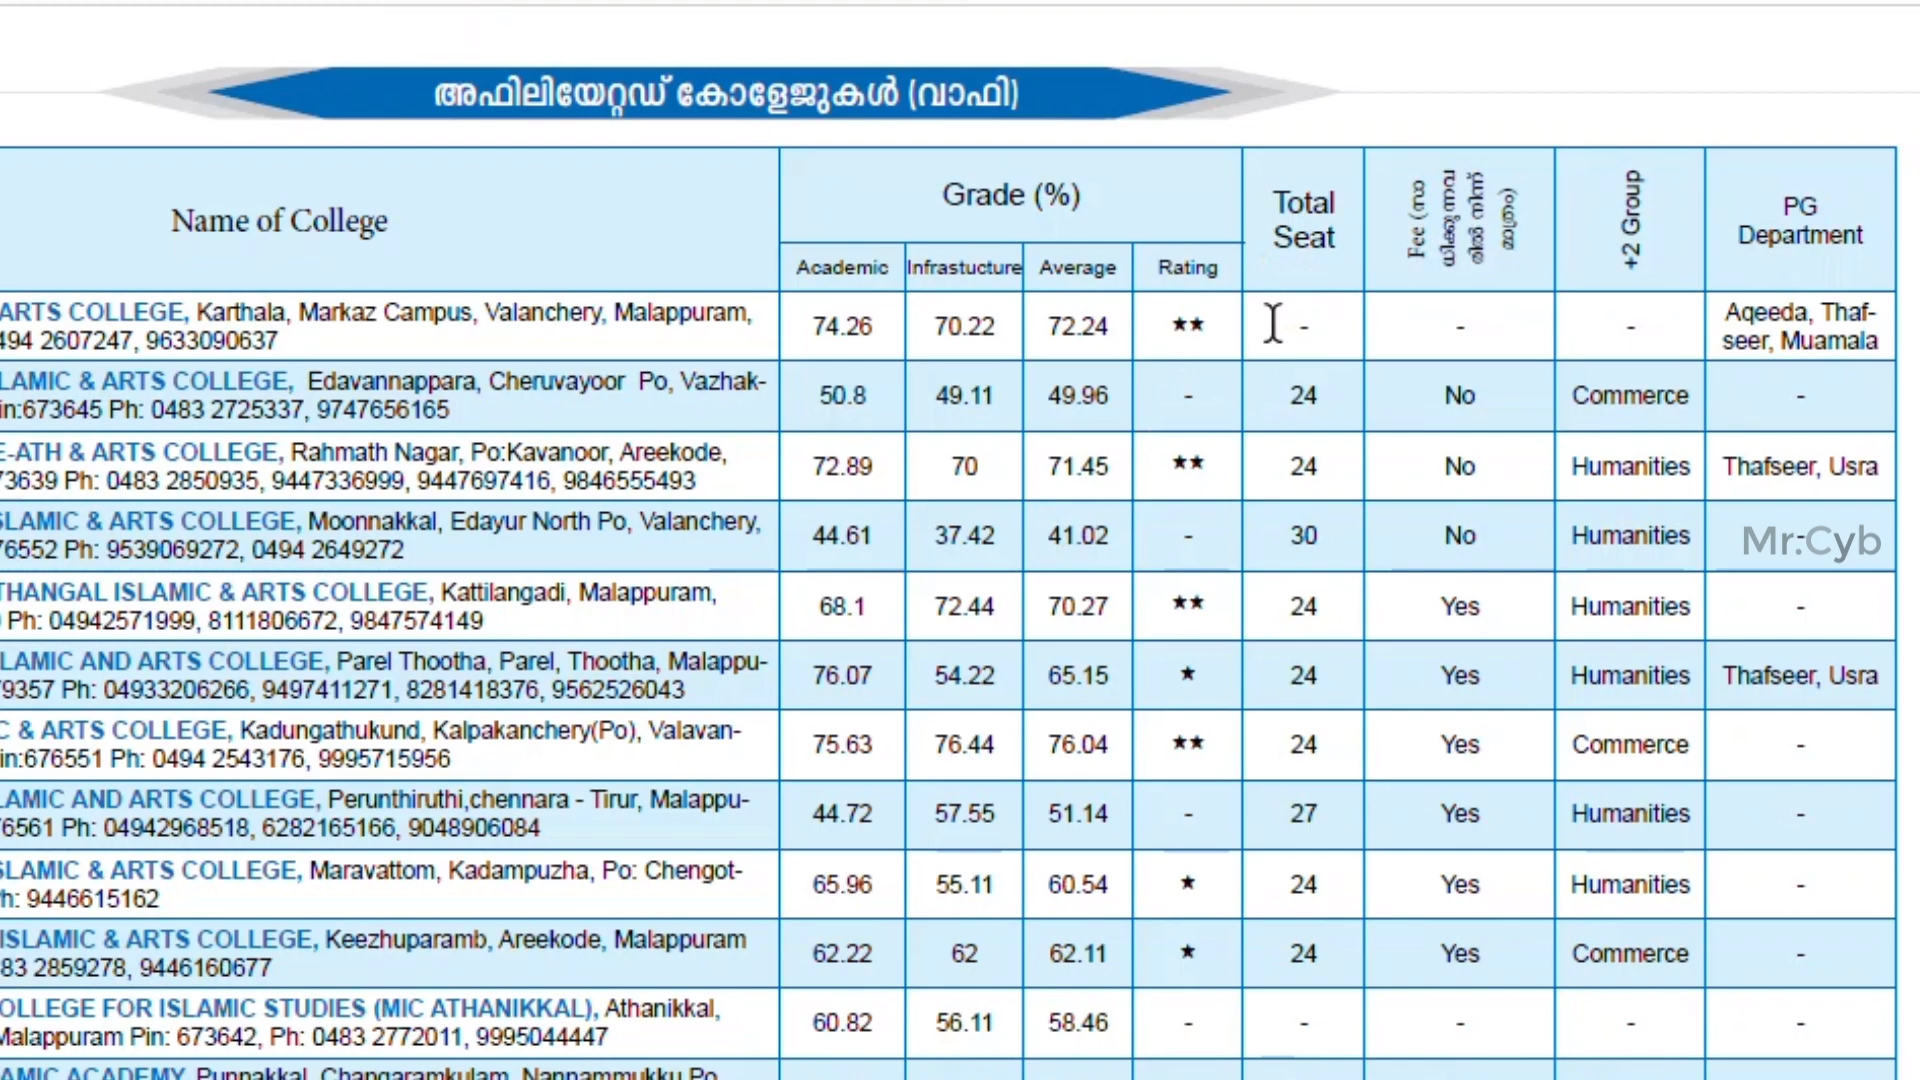 അഫിലിയേറ്റഡ് കോളേജുകൾ (വാഫി)
Name of College
Grade (%)
Academic Infrastucture Average Rating
Total
Seat
Fee (സാ
മാത്രം)
+2 Group
PG
Department
ARTS COLLEGE, Karthala, Markaz Campus, Valanchery, Malappuram,
494 2607247, 9633090637
74.26 70.22 72.24 ★★ - - -
Aqeeda, Thaf-
seer, Muamala
LAMIC & ARTS COLLEGE, Edavannappara, Cheruvayoor Po, Vazhak-
in:673645 Ph: 0483 2725337, 9747656165
50.8 49.11 49.96 - 24 No Commerce -
E-ATH & ARTS COLLEGE, Rahmath Nagar, Po:Kavanoor, Areekode,
73639 Ph: 0483 2850935, 9447336999, 9447697416, 9846555493
72.89 70 71.45 ★★ 24 No Humanities Thafseer, Usra
SLAMIC & ARTS COLLEGE, Moonnakkal, Edayur North Po, Valanchery,
76552 Ph: 9539069272, 0494 2649272
44.61 37.42 41.02 - 30 No Humanities -
Mr.Cyb
THANGAL ISLAMIC & ARTS COLLEGE, Kattilangadi, Malappuram,
Ph: 04942571999, 8111806672, 9847574149
68.1 72.44 70.27 ★★ 24 Yes Humanities -
LAMIC AND ARTS COLLEGE, Parel Thootha, Parel, Thootha, Malappu-
79357 Ph: 04933206266, 9497411271, 8281418376, 9562526043
76.07 54.22 65.15 ★ 24 Yes Humanities Thafseer, Usra
C & ARTS COLLEGE, Kadungathukund, Kalpakanchery(Po), Valavan-
in:676551 Ph: 0494 2543176, 9995715956
75.63 76.44 76.04 ★★ 24 Yes Commerce -
LAMIC AND ARTS COLLEGE, Perunthiruthi,chennara - Tirur, Malappu-
76561 Ph: 04942968518, 6282165166, 9048906084
44.72 57.55 51.14 - 27 Yes Humanities -
SLAMIC & ARTS COLLEGE, Maravattom, Kadampuzha, Po: Chengot-
h: 9446615162
65.96 55.11 60.54 ★ 24 Yes Humanities -
ISLAMIC & ARTS COLLEGE, Keezhuparamb, Areekode, Malappuram
83 2859278, 9446160677
62.22 62 62.11 ★ 24 Yes Commerce -
OLLEGE FOR ISLAMIC STUDIES (MIC ATHANIKKAL), Athanikkal,
Malappuram Pin: 673642, Ph: 0483 2772011, 9995044447
60.82 56.11 58.46 - - - - -
AMIC ACADEMY, Punnakkal, Changaramkulam, Nannammukku Po